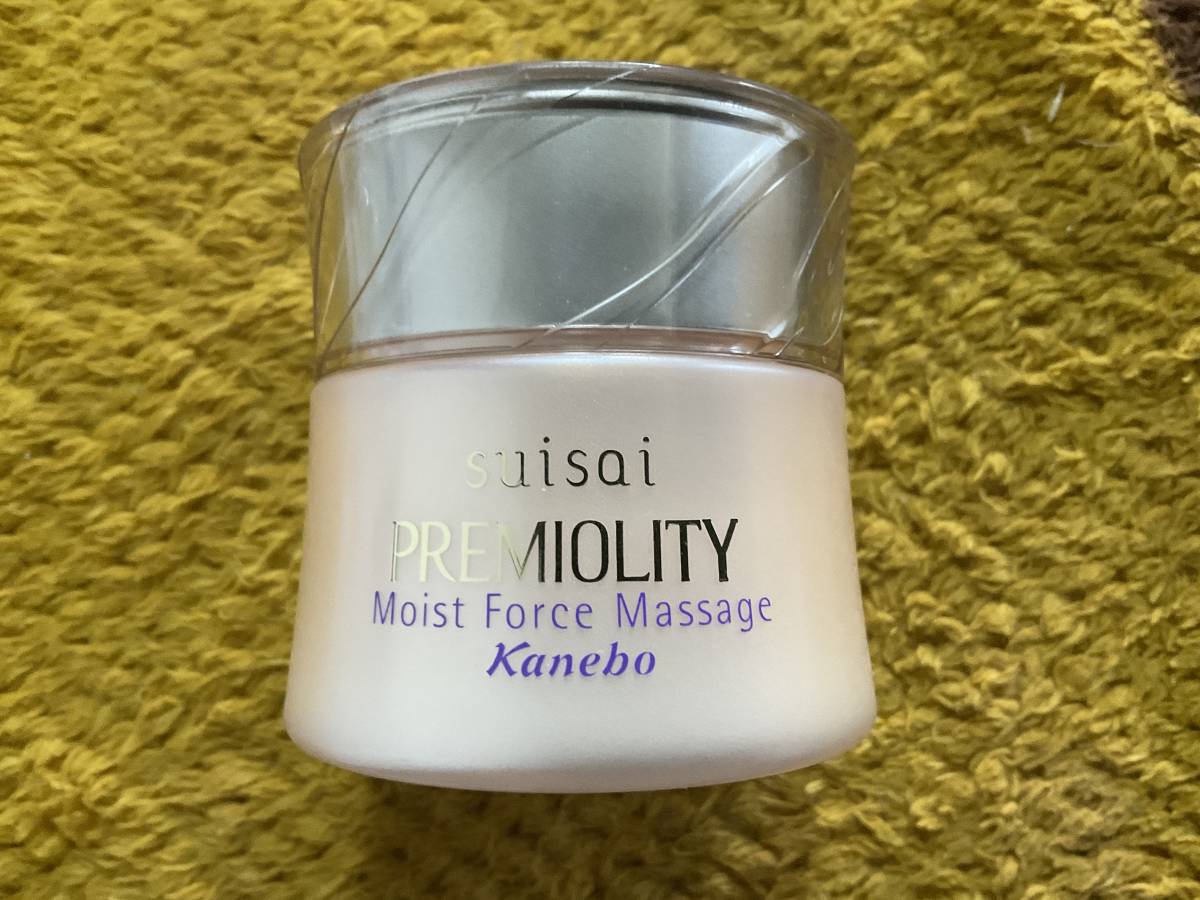 suisai
PREMIOLITY
Moist Force Massage
Kanebo